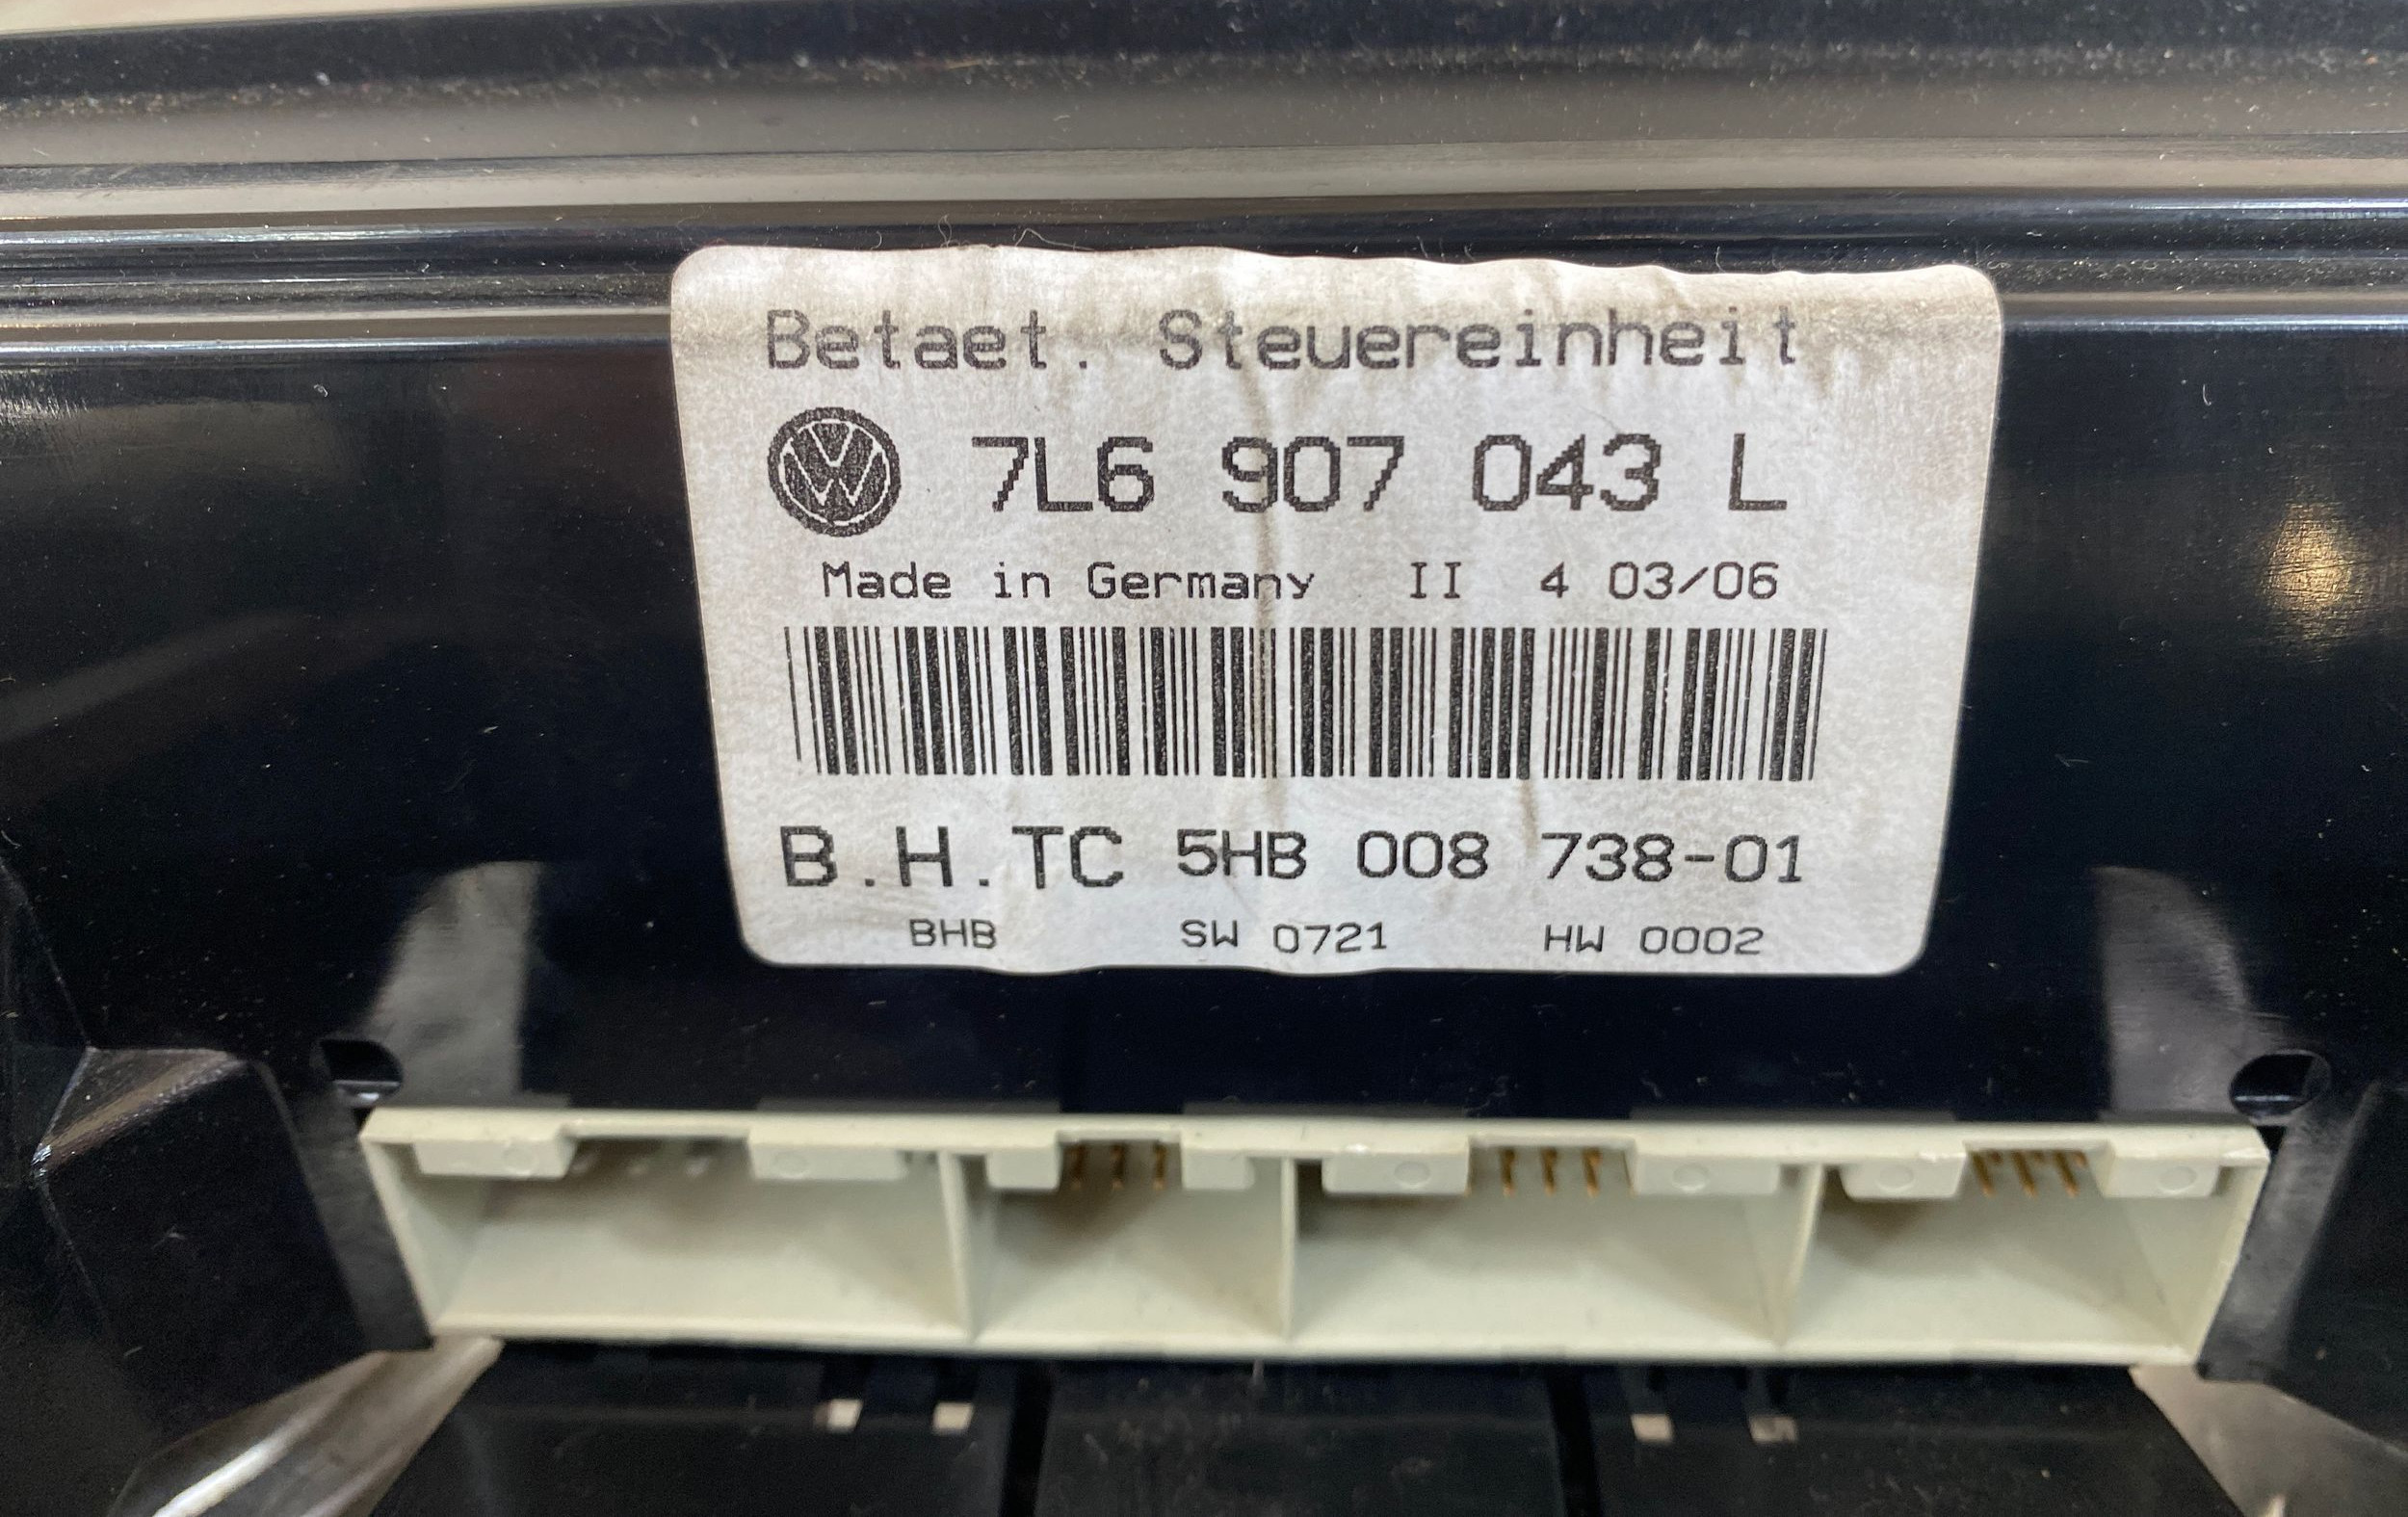 Betaet. Steuereinheit
7L6 907 043 L
Made in Germany II 4 03/06
B.H.TC 5HB 008 738-01
BHB SW 0721 HW 0002